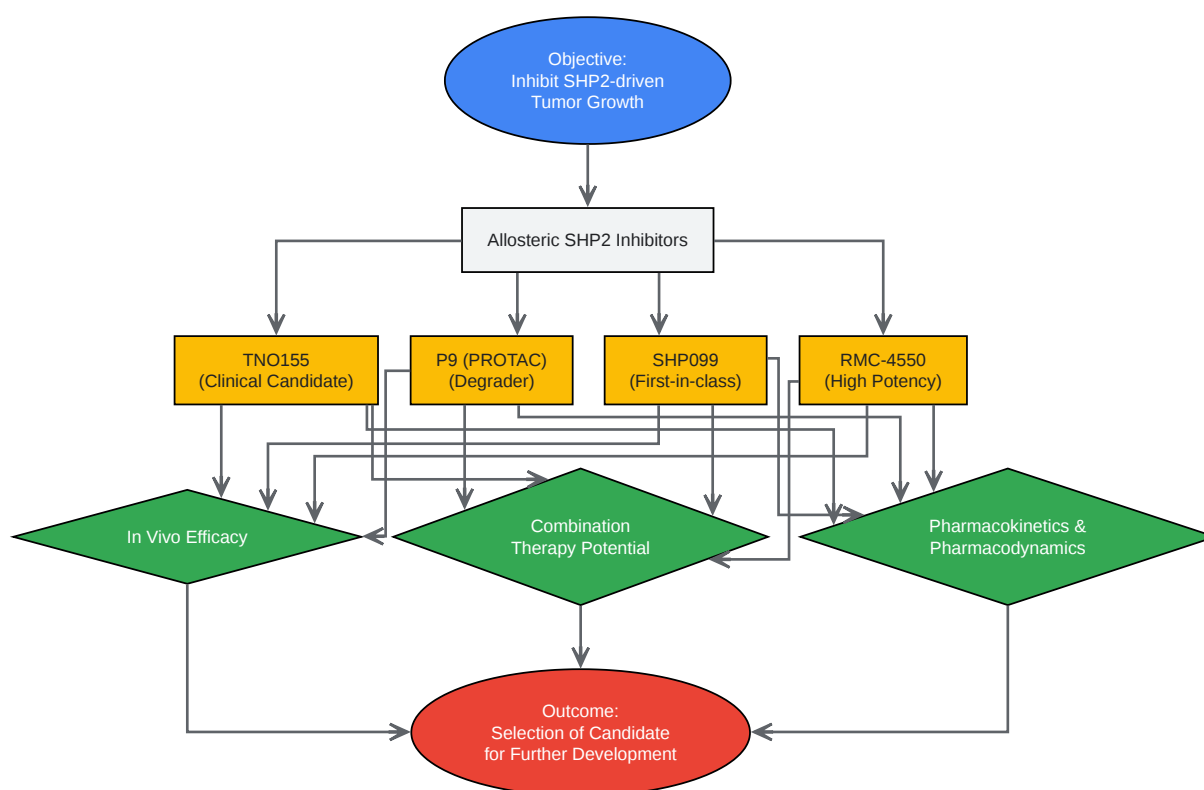 Objective:
Inhibit SHP2-driven
Tumor Growth
Allosteric SHP2 Inhibitors
TNO155
(Clinical Candidate)
P9 (PROTAC)
(Degrader)
SHP099
(First-in-class)
RMC-4550
(High Potency)
In Vivo Efficacy
Combination
Therapy Potential
Pharmacokinetics &
Pharmacodynamics
Outcome:
Selection of Candidate
for Further Development